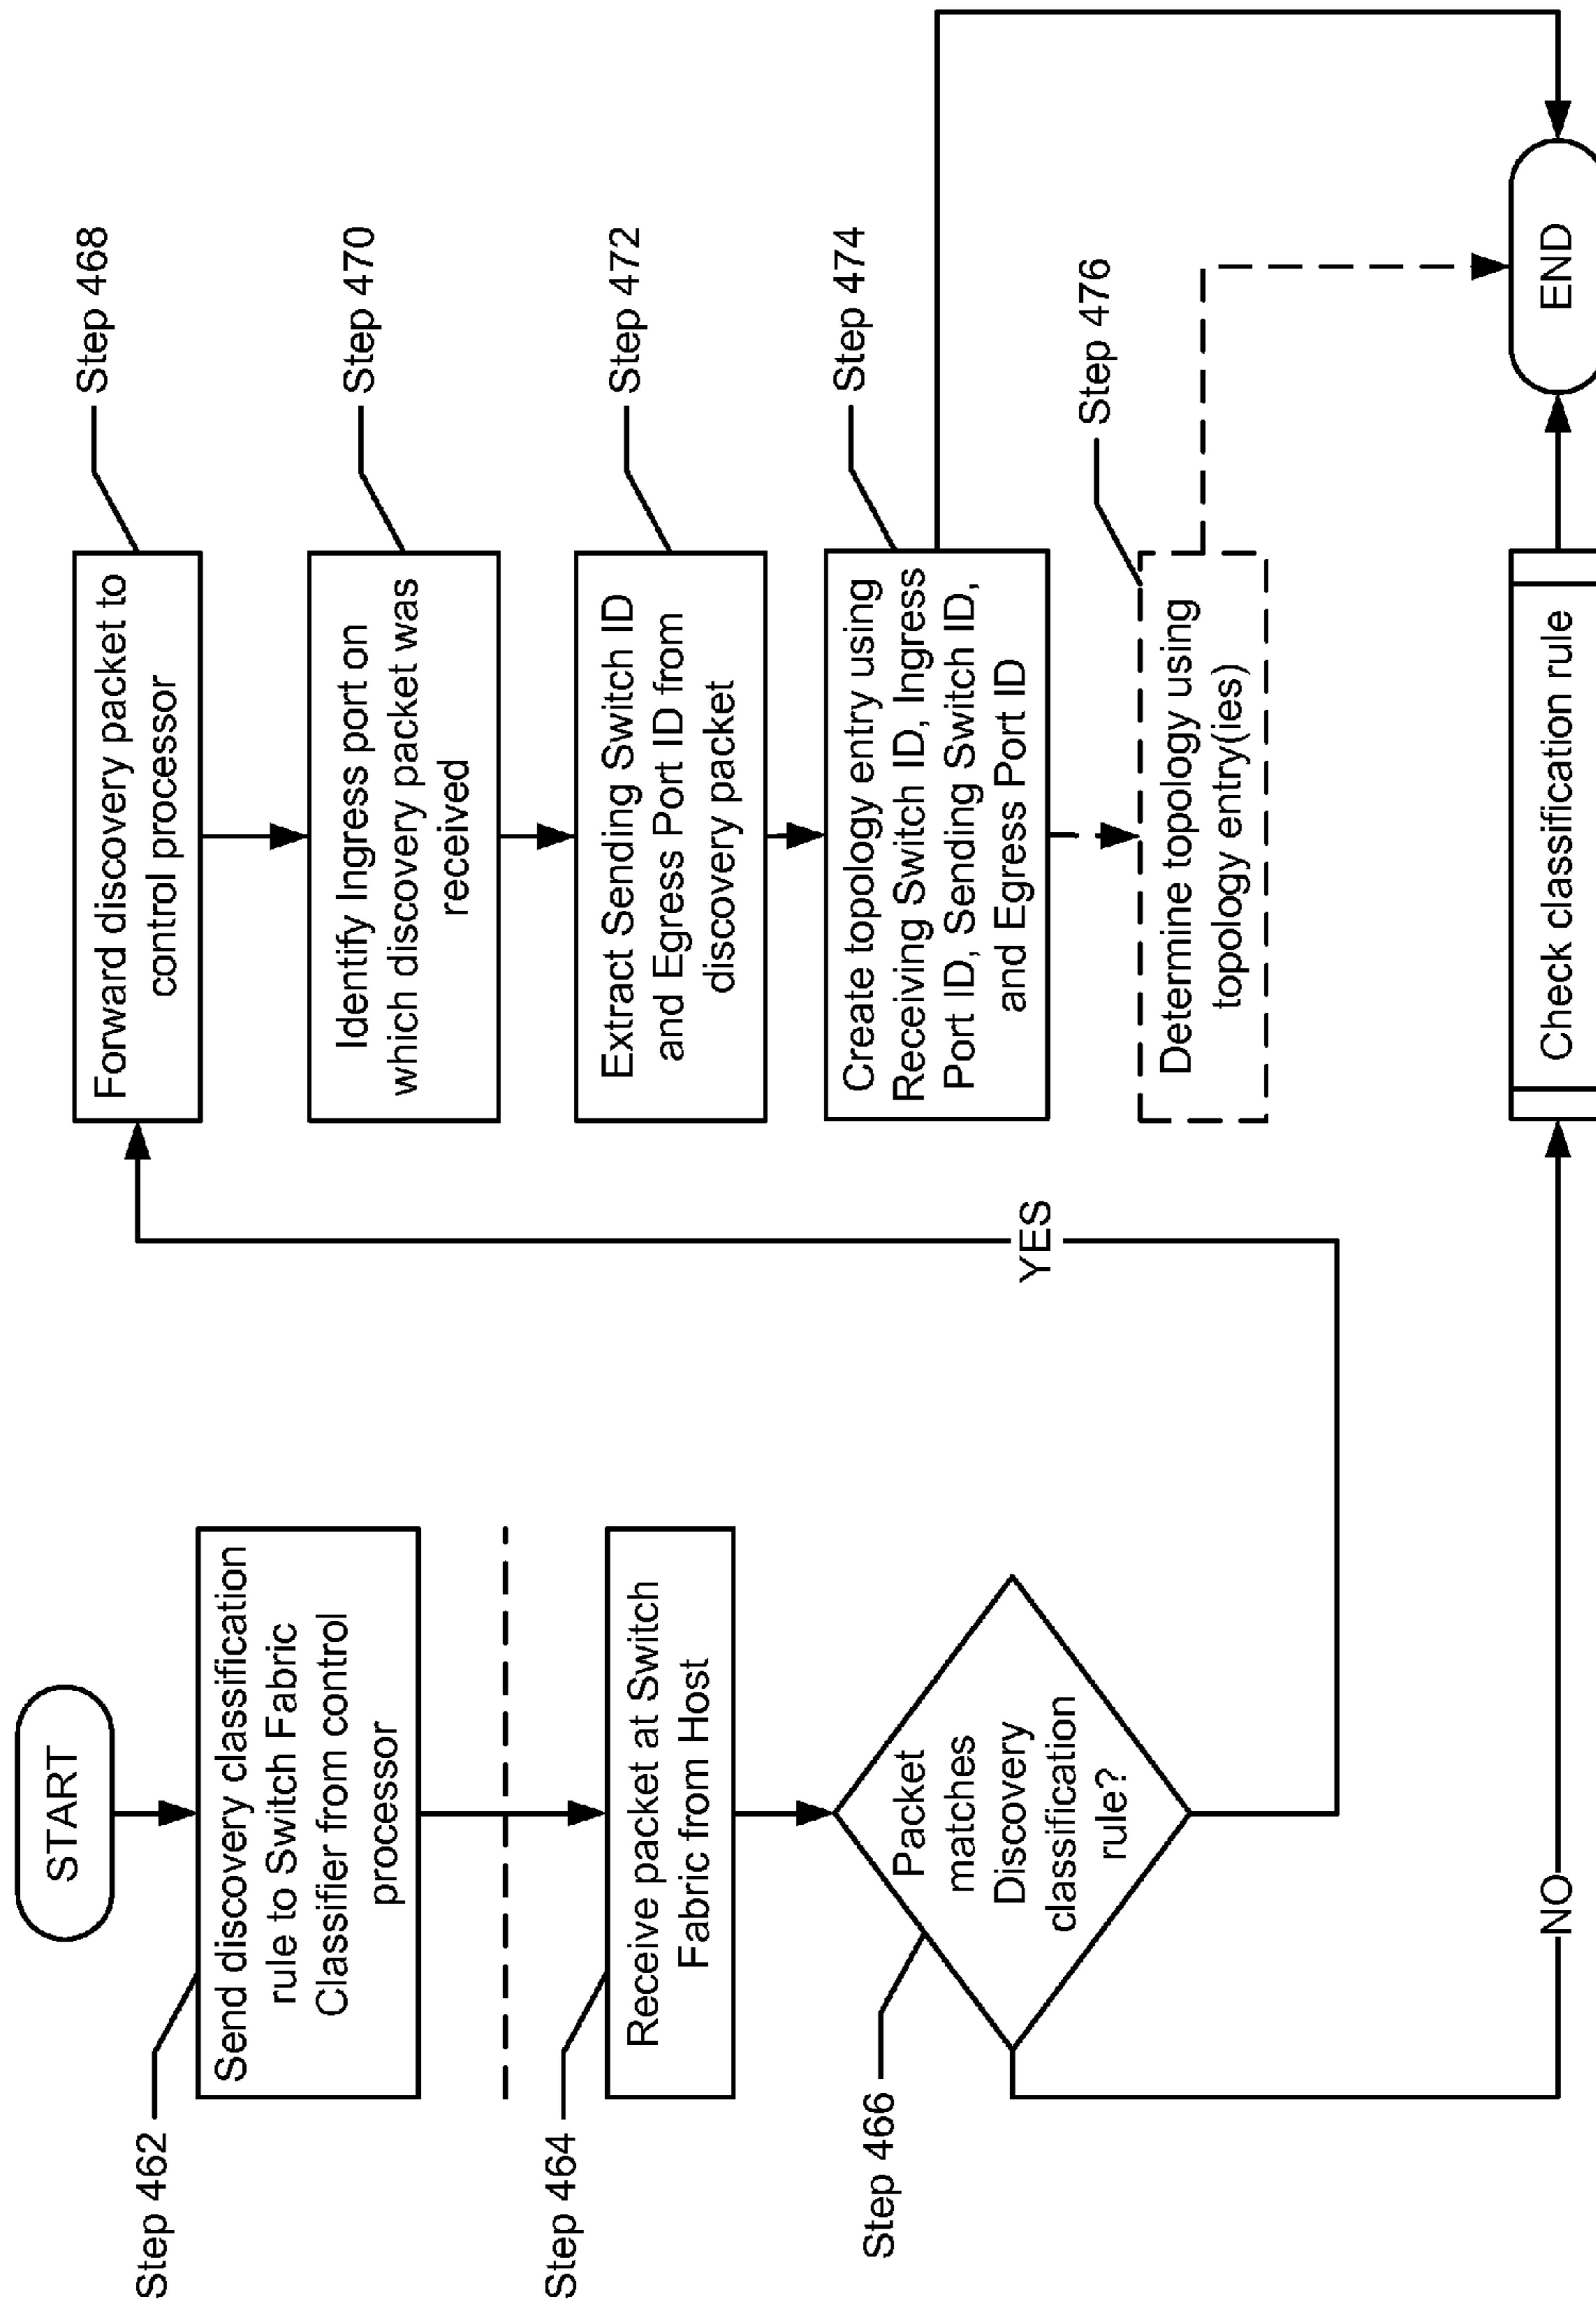 START
Step 462
Send discovery classification
rule to Switch Fabric
Classifier from control
processor
Step 464
Receive packet at Switch
Fabric from Host
Step 466
Packet
matches
Discovery
classification
rule?
YES
NO
Step 468
Forward discovery packet to
control processor
Step 470
Identify Ingress port on
which discovery packet was
received
Step 472
Extract Sending Switch ID
and Egress Port ID from
discovery packet
Step 474
Create topology entry using
Receiving Switch ID, Ingress
Port ID, Sending Switch ID,
and Egress Port ID
Step 476
Determine topology using
topology entry(ies)
Check classification rule
END